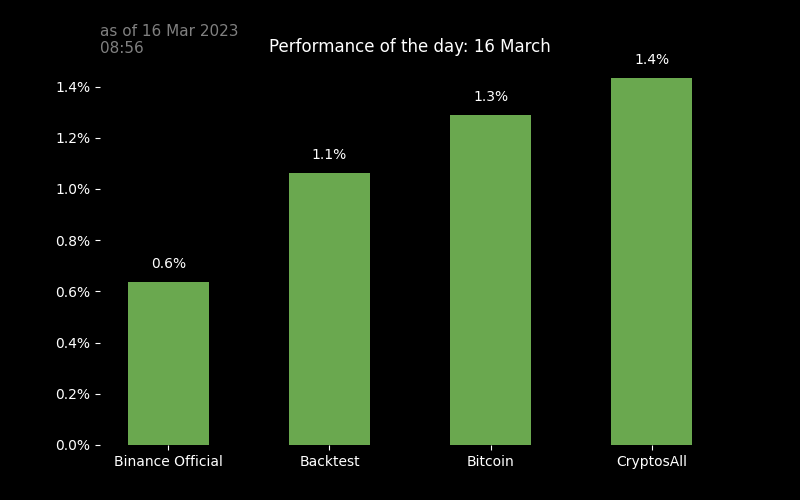 as of 16 Mar 2023
08:56
Performance of the day: 16 March
1.4%
1.4%
1.3%
1.2%
1.1%
1.0%
0.8%
0.6%
0.6%
0.4%
0.2%
0.0%
Binance Official
Backtest
Bitcoin
CryptosAll